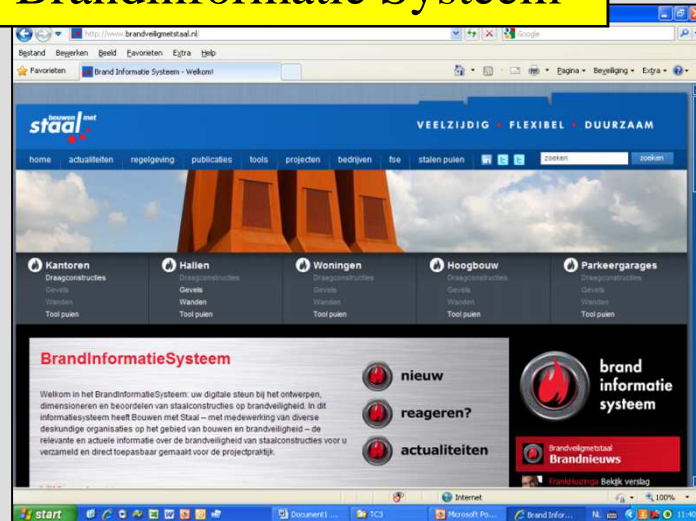 Brandinformatie Systeem
http://www.brandveiligmetstaal.nl/
Google
Bestand Bewerken Beeld Favorieten Extra Help
Favorieten Brand Informatie Systeem - Welkom!
Pagina Beveiliging Extra
bouwen met
staal
VEELZIJDIG • FLEXIBEL • DUURZAAM
home actualiteiten regelgeving publicaties tools projecten bedrijven fse stalen puien zoeken zoeken
Kantoren Hallen Woningen Hoogbouw Parkeergarages
Draagconstructies Draagconstructies Draagconstructies Draagconstructies Draagconstructies
Gevels Gevels Gevels Gevels Gevels
Wanden Wanden Wanden Wanden Wanden
Tool puien Tool puien Tool puien Tool puien Tool puien
BrandInformatieSysteem
Welkom in het BrandInformatieSysteem: uw digitale steun bij het ontwerpen,
dimensioneren en beoordelen van staalconstructies op brandveiligheid. In dit
informatiesysteem heeft Bouwen met Staal – met medewerking van diverse
deskundige organisaties op het gebied van bouwen en brandveiligheid – de
relevante en actuele informatie over de brandveiligheid van staalconstructies voor u
verzameld en direct toepasbaar gemaakt voor de projectpraktijk.
nieuw
reageren?
actualiteiten
brand
informatie
systeem
Brandveiligmetstaal
Brandnieuws
FrankHuzinga Bekijk verslag
Internet 100%
start Document1 ... TC3 Microsoft Po... Brand Infor... NL 11:40